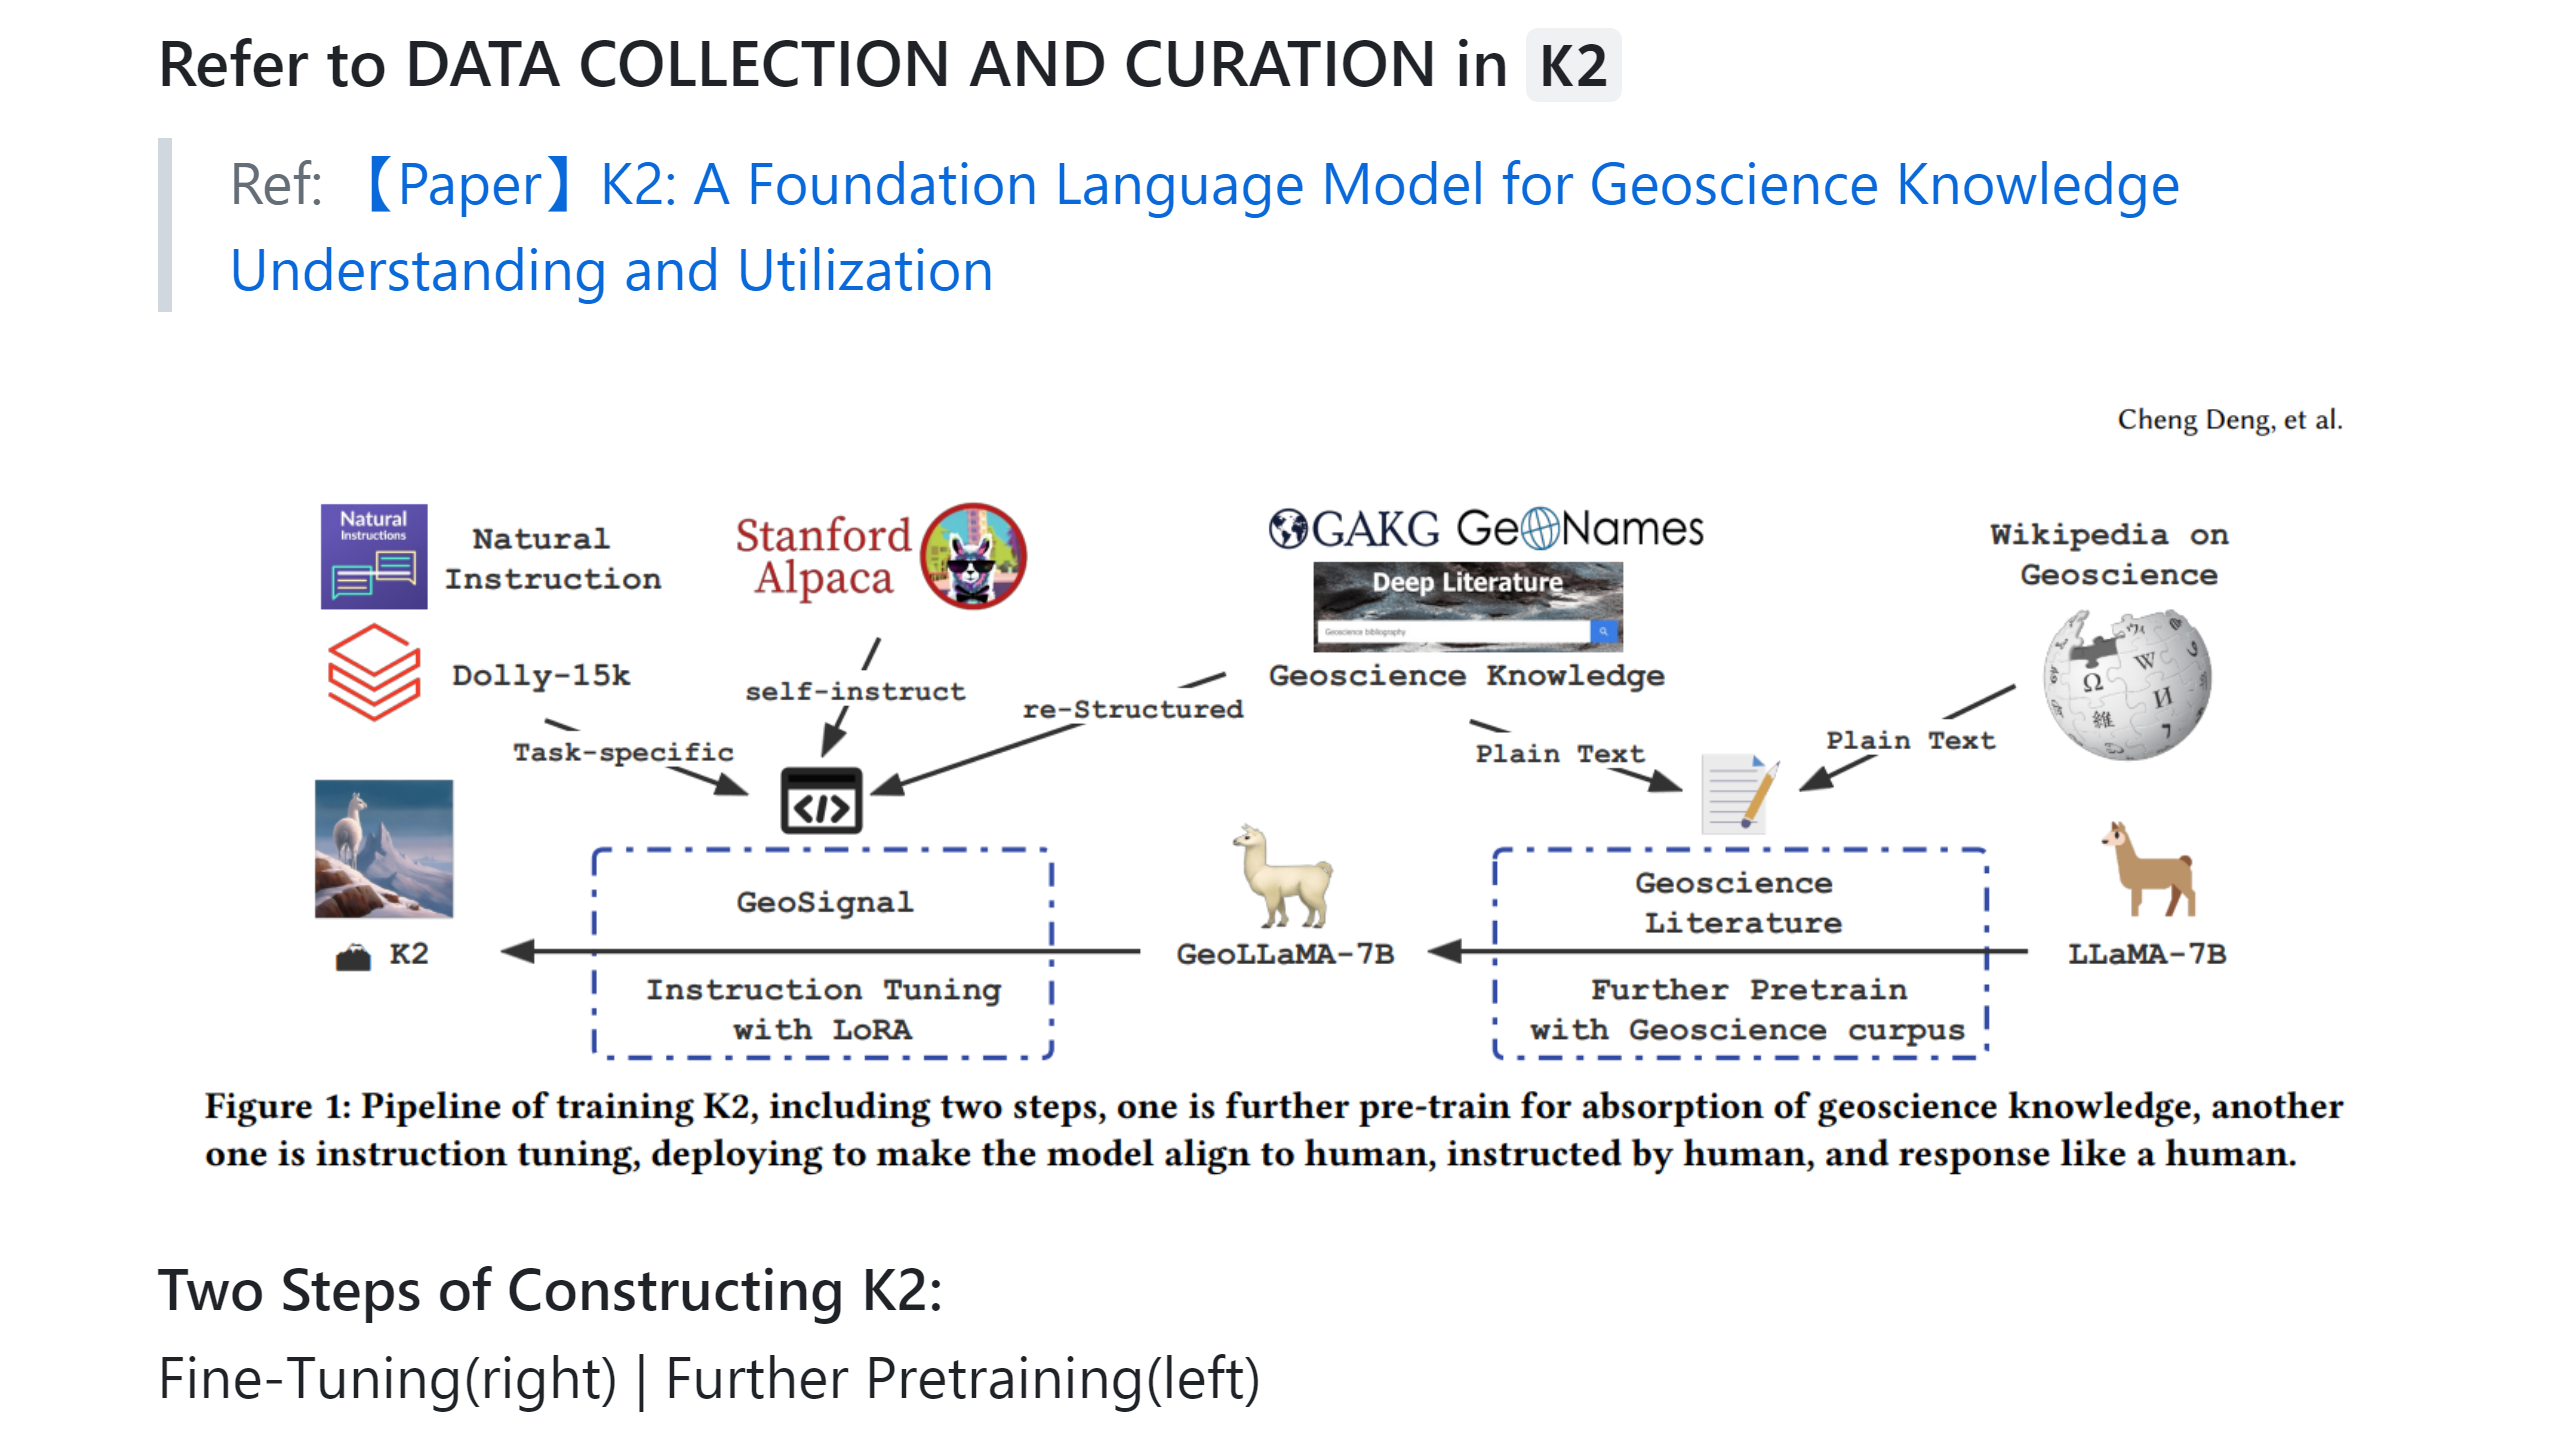 Refer to DATA COLLECTION AND CURATION in K2
Ref: 【Paper】K2: A Foundation Language Model for Geoscience Knowledge
Understanding and Utilization
Cheng Deng, et al.
Natural
Instructions
Natural
Instruction
Dolly-15k
Task-specific
Stanford
Alpaca
self-instruct
re-Structured
GAKG GeoNames
Deep Literature
Geoscience bibliography
Geoscience Knowledge
Plain Text
Wikipedia on
Geoscience
Ω W И 維 7
Plain Text
K2
GeoSignal
Instruction Tuning
with LoRA
GeoLLaMA-7B
Geoscience
Literature
Further Pretrain
with Geoscience curpus
LLaMA-7B
Figure 1: Pipeline of training K2, including two steps, one is further pre-train for absorption of geoscience knowledge, another
one is instruction tuning, deploying to make the model align to human, instructed by human, and response like a human.
Two Steps of Constructing K2:
Fine-Tuning(right) | Further Pretraining(left)